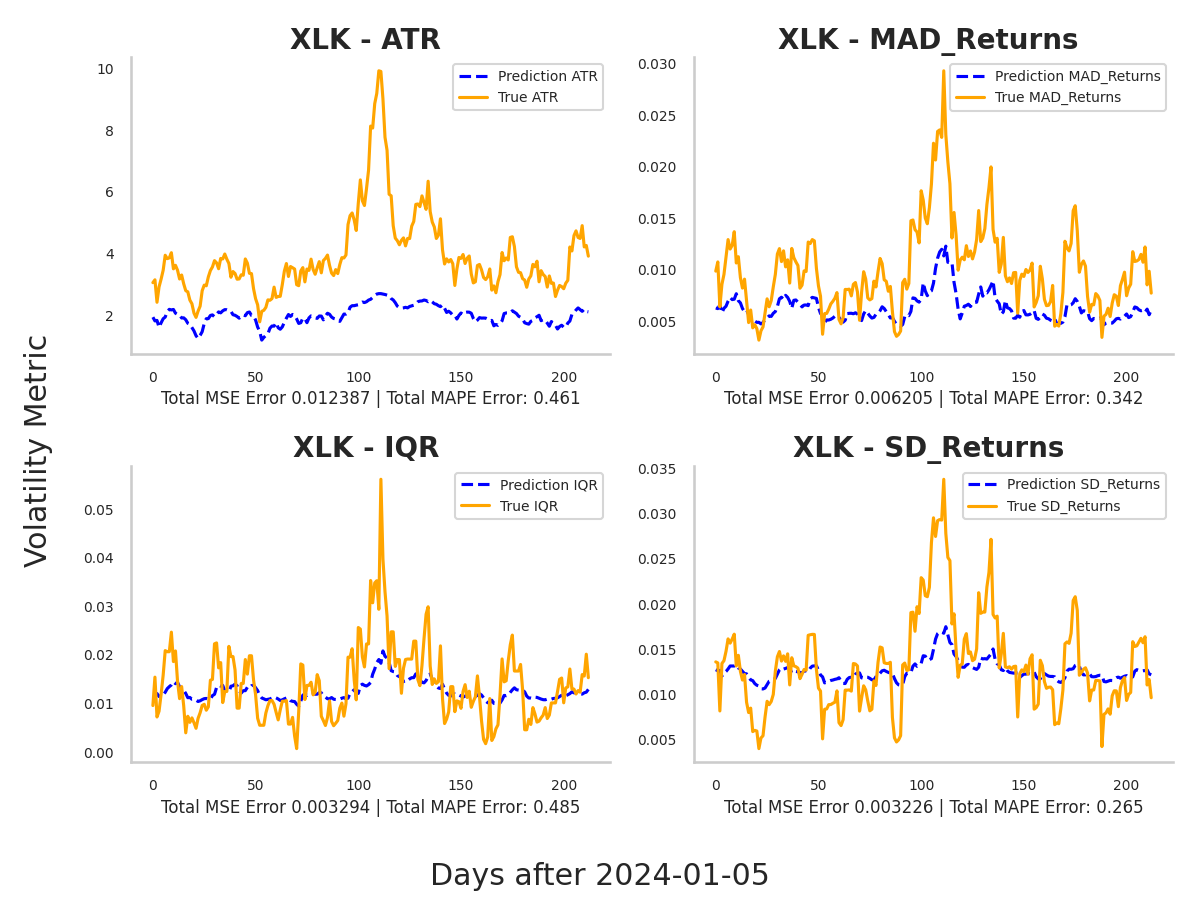 XLK - ATR
10
8
6
4
2
Prediction ATR
True ATR
0 50 100 150 200
Total MSE Error 0.012387 | Total MAPE Error: 0.461
XLK - MAD_Returns
0.030
0.025
0.020
0.015
0.010
0.005
Prediction MAD_Returns
True MAD_Returns
0 50 100 150 200
Total MSE Error 0.006205 | Total MAPE Error: 0.342
Volatility Metric
XLK - IQR
0.05
0.04
0.03
0.02
0.01
0.00
Prediction IQR
True IQR
0 50 100 150 200
Total MSE Error 0.003294 | Total MAPE Error: 0.485
XLK - SD_Returns
0.035
0.030
0.025
0.020
0.015
0.010
0.005
Prediction SD_Returns
True SD_Returns
0 50 100 150 200
Total MSE Error 0.003226 | Total MAPE Error: 0.265
Days after 2024-01-05